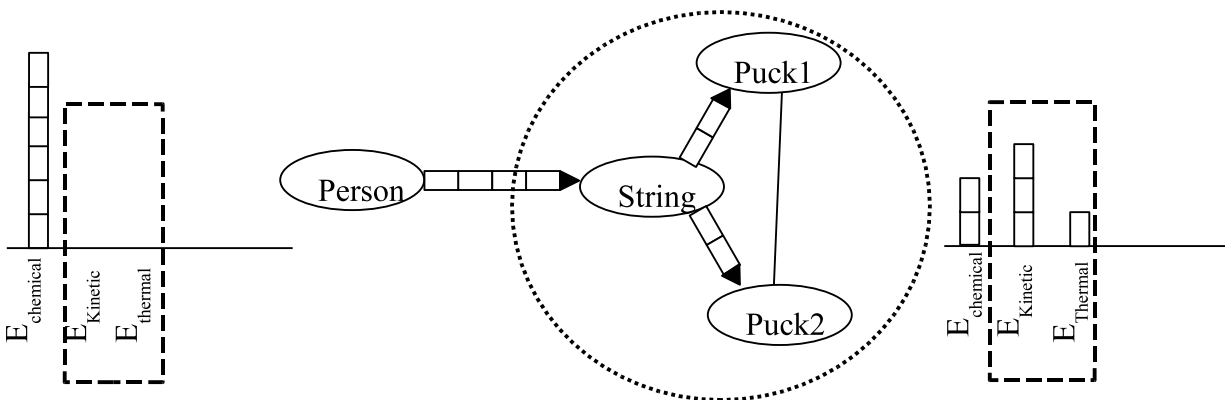 Puck1
Person
String
Puck2
E chemical
E Kinetic
E thermal
E chemical
E Kinetic
E Thermal